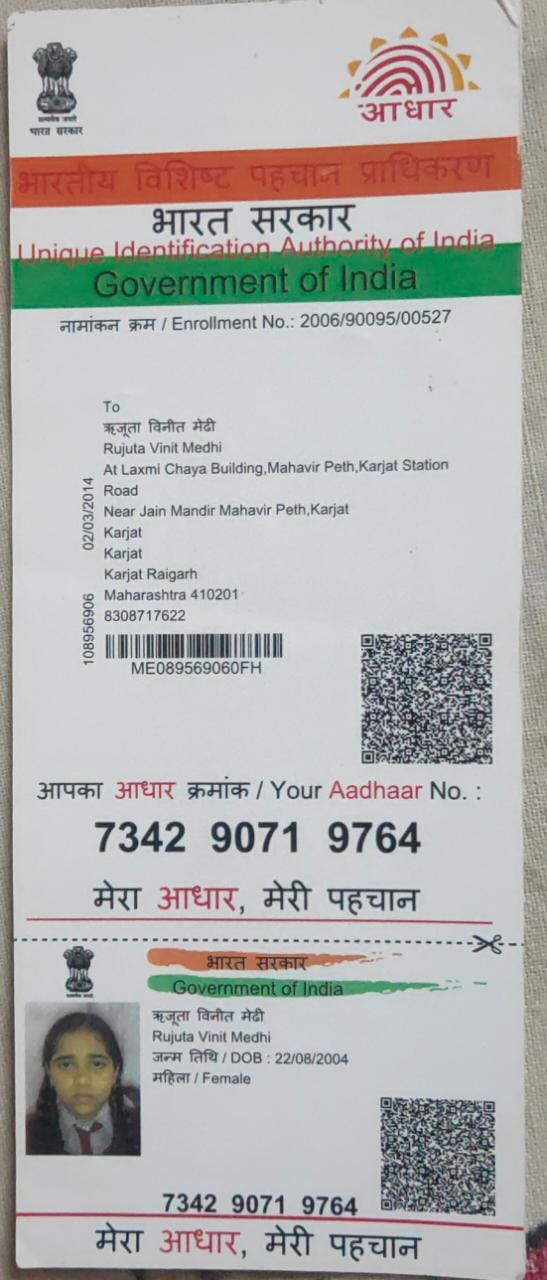 सत्यमेव जयते
भारत सरकार
आधार
भारतीय विशिष्ट पहचान प्राधिकरण
भारत सरकार
Unique Identification Authority of India
Government of India
नामांकन क्रम / Enrollment No.: 2006/90095/00527
To
ऋजूता विनीत मेढी
Rujuta Vinit Medhi
At Laxmi Chaya Building,Mahavir Peth,Karjat Station
Road
Near Jain Mandir Mahavir Peth,Karjat
Karjat
Karjat
Karjat Raigarh
Maharashtra 410201
8308717622
02/03/2014
108956906
ME089569060FH
आपका आधार क्रमांक / Your Aadhaar No. :
7342 9071 9764
मेरा आधार, मेरी पहचान
भारत सरकार
Government of India
ऋजूता विनीत मेढी
Rujuta Vinit Medhi
जन्म तिथि / DOB : 22/08/2004
महिला / Female
7342 9071 9764
मेरा आधार, मेरी पहचान